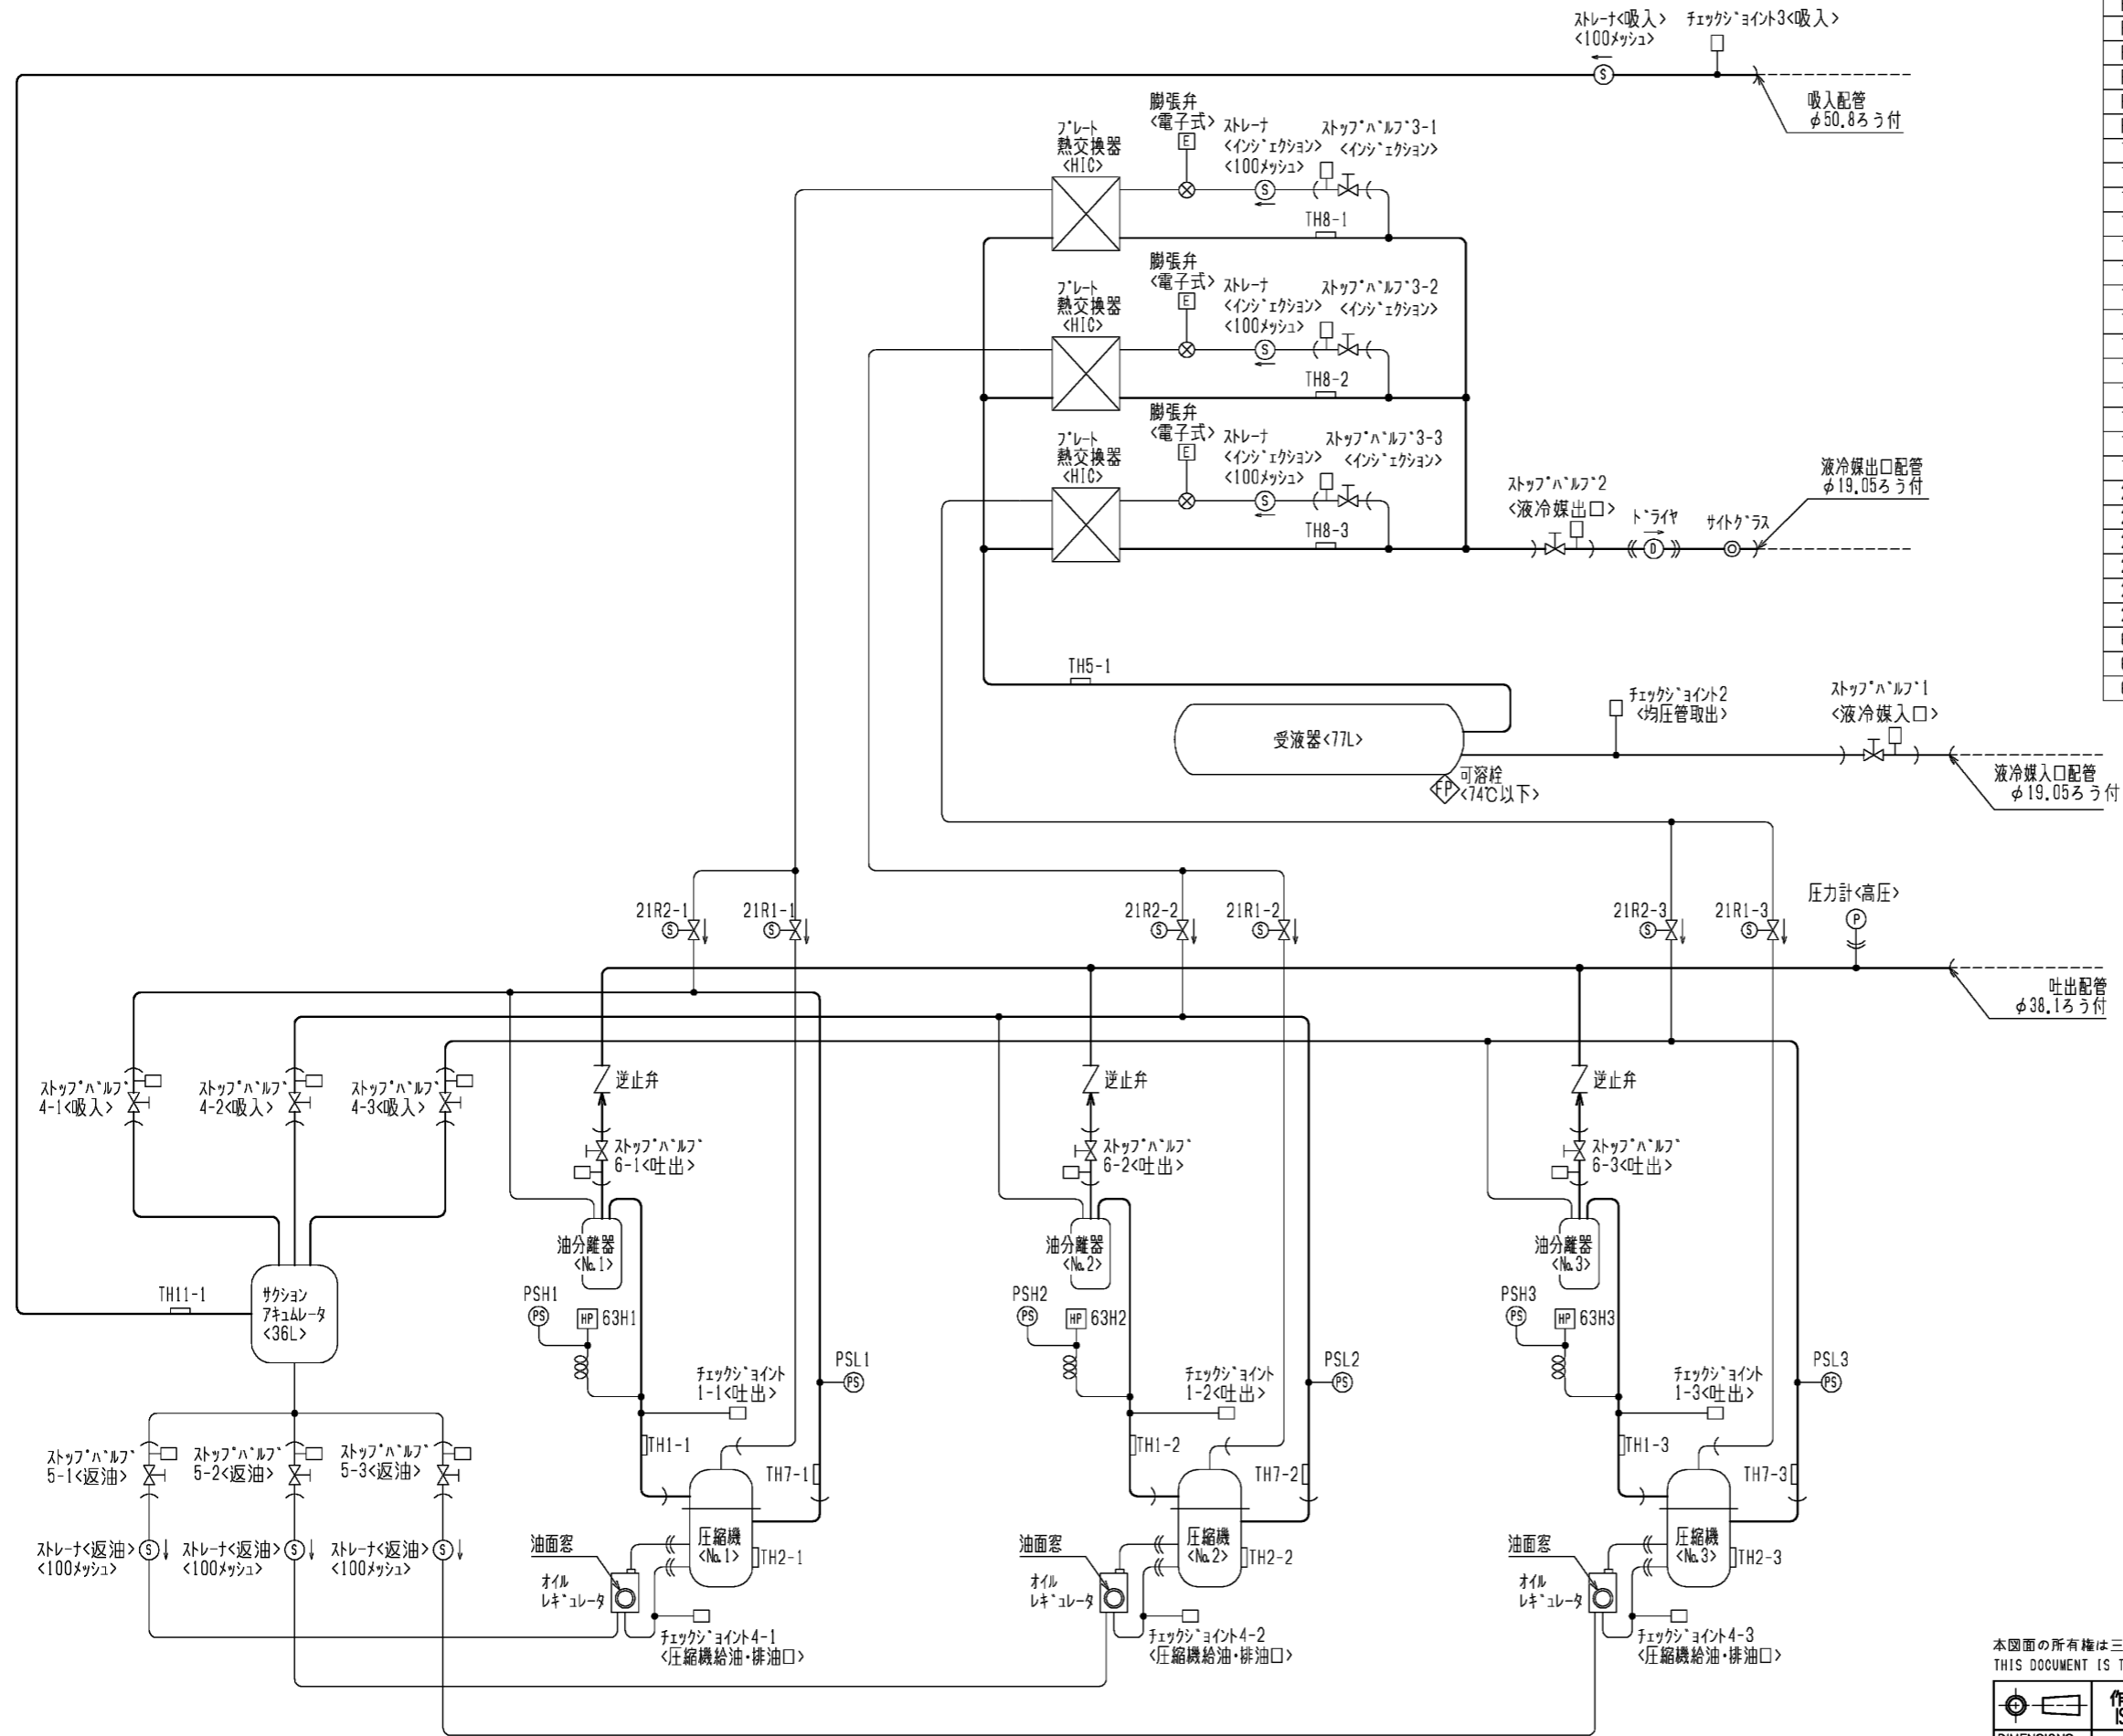 ストレーナ<吸入>
<100メッシュ>
チェックジョイント3<吸入>
S
吸入配管
φ50.8ろう付
プレート
熱交換器
<HIC>
膨張弁
<電子式>
E
ストレーナ
<インジェクション>
<100メッシュ>
S
ストップバルブ3-1
<インジェクション>
TH8-1
プレート
熱交換器
<HIC>
膨張弁
<電子式>
E
ストレーナ
<インジェクション>
<100メッシュ>
S
ストップバルブ3-2
<インジェクション>
TH8-2
プレート
熱交換器
<HIC>
膨張弁
<電子式>
E
ストレーナ
<インジェクション>
<100メッシュ>
S
ストップバルブ3-3
<インジェクション>
TH8-3
ストップバルブ2
<液冷媒出口>
ドライヤ
D
サイトグラス
液冷媒出口配管
φ19.05ろう付
TH5-1
受液器<77L>
FP
可溶栓
<74℃以下>
チェックジョイント2
<均圧管取出>
ストップバルブ1
<液冷媒入口>
液冷媒入口配管
φ19.05ろう付
21R2-1
S
21R1-1
S
21R2-2
S
21R1-2
S
21R2-3
S
21R1-3
S
圧力計<高圧>
P
吐出配管
φ38.1ろう付
ストップバルブ
4-1<吸入>
ストップバルブ
4-2<吸入>
ストップバルブ
4-3<吸入>
逆止弁
ストップバルブ
6-1<吐出>
逆止弁
ストップバルブ
6-2<吐出>
逆止弁
ストップバルブ
6-3<吐出>
油分離器
<No.1>
油分離器
<No.2>
油分離器
<No.3>
TH11-1
サクション
アキュムレータ
<36L>
PSH1
PS
HP
63H1
PSH2
PS
HP
63H2
PSH3
PS
HP
63H3
チェックジョイント
1-1<吐出>
PSL1
PS
チェックジョイント
1-2<吐出>
PSL2
PS
チェックジョイント
1-3<吐出>
PSL3
PS
ストップバルブ
5-1<返油>
ストップバルブ
5-2<返油>
ストップバルブ
5-3<返油>
TH1-1
TH7-1
TH1-2
TH7-2
TH1-3
TH7-3
ストレーナ<返油>
<100メッシュ>
S
ストレーナ<返油>
<100メッシュ>
S
ストレーナ<返油>
<100メッシュ>
S
油面窓
圧縮機
<No.1>
TH2-1
オイル
レギュレータ
油面窓
圧縮機
<No.2>
TH2-2
オイル
レギュレータ
油面窓
圧縮機
<No.3>
TH2-3
オイル
レギュレータ
チェックジョイント4-1
<圧縮機給油・排油口>
チェックジョイント4-2
<圧縮機給油・排油口>
チェックジョイント4-3
<圧縮機給油・排油口>
本図面の所有権は三
THIS DOCUMENT IS T